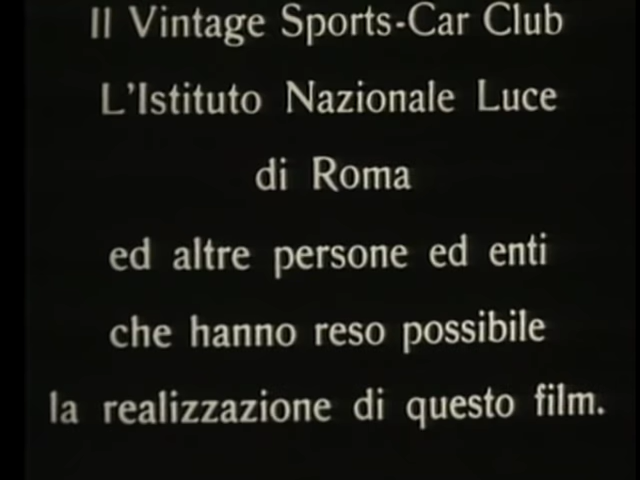 Il Vintage Sports-Car Club
L'Istituto Nazionale Luce
di Roma
ed altre persone ed enti
che hanno reso possibile
la realizzazione di questo film.